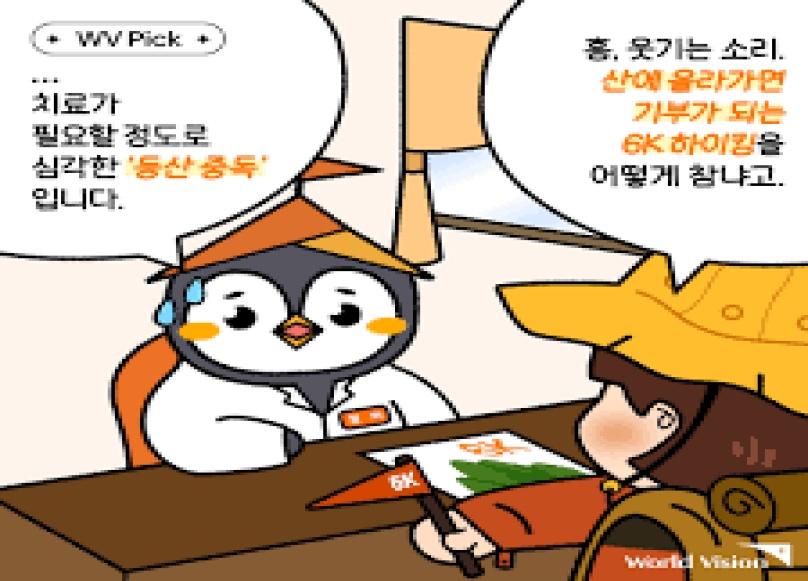 WV Pick
...
치료가
필요할 정도로
심각한 '등산 중독'
입니다.
흥, 웃기는 소리.
산에 올라가면
기부가 되는
6K 하이킹을
어떻게 참냐고.
6K
6K
World Vision